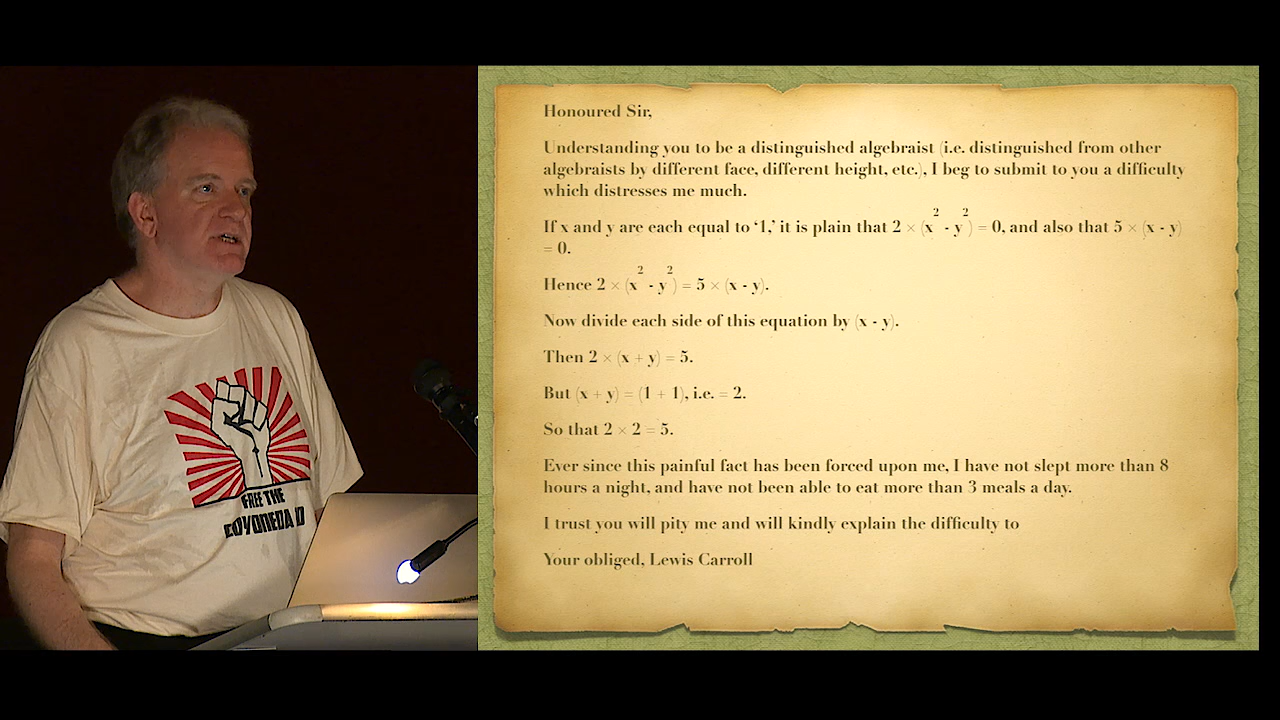 FREE THE
COYONEDA 0
Honoured Sir,
Understanding you to be a distinguished algebraist (i.e. distinguished from other
algebraists by different face, different height, etc.), I beg to submit to you a difficulty
which distresses me much.
If x and y are each equal to ‘1,’ it is plain that 2 × (x² - y²) = 0, and also that 5 × (x - y)
= 0.
Hence 2 × (x² - y²) = 5 × (x - y).
Now divide each side of this equation by (x - y).
Then 2 × (x + y) = 5.
But (x + y) = (1 + 1), i.e. = 2.
So that 2 × 2 = 5.
Ever since this painful fact has been forced upon me, I have not slept more than 8
hours a night, and have not been able to eat more than 3 meals a day.
I trust you will pity me and will kindly explain the difficulty to
Your obliged, Lewis Carroll